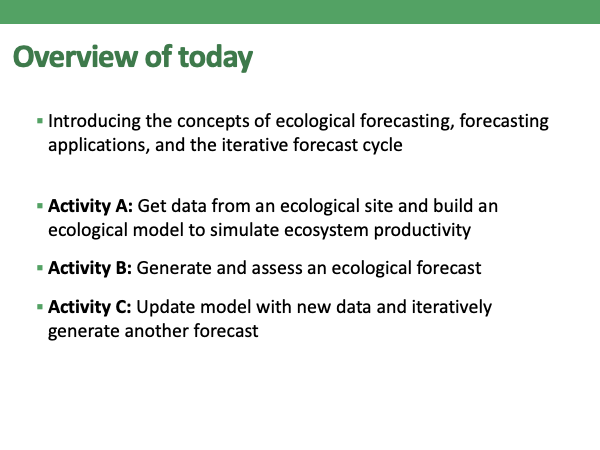 Overview of today
▪ Introducing the concepts of ecological forecasting, forecasting
applications, and the iterative forecast cycle
▪ Activity A: Get data from an ecological site and build an
ecological model to simulate ecosystem productivity
▪ Activity B: Generate and assess an ecological forecast
▪ Activity C: Update model with new data and iteratively
generate another forecast